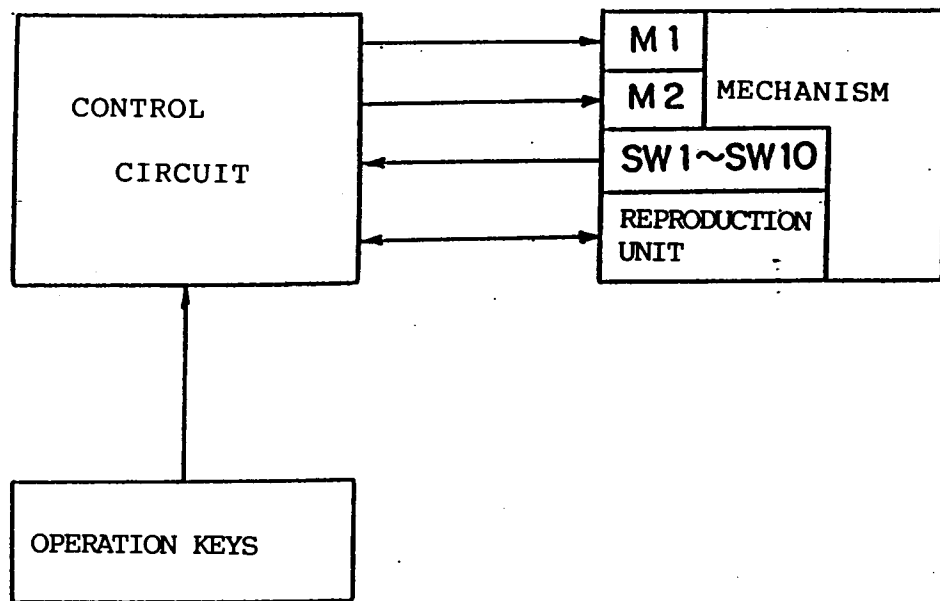 CONTROL
CIRCUIT
M1
M2
MECHANISM
SW1~SW10
REPRODUCTION
UNIT
OPERATION KEYS